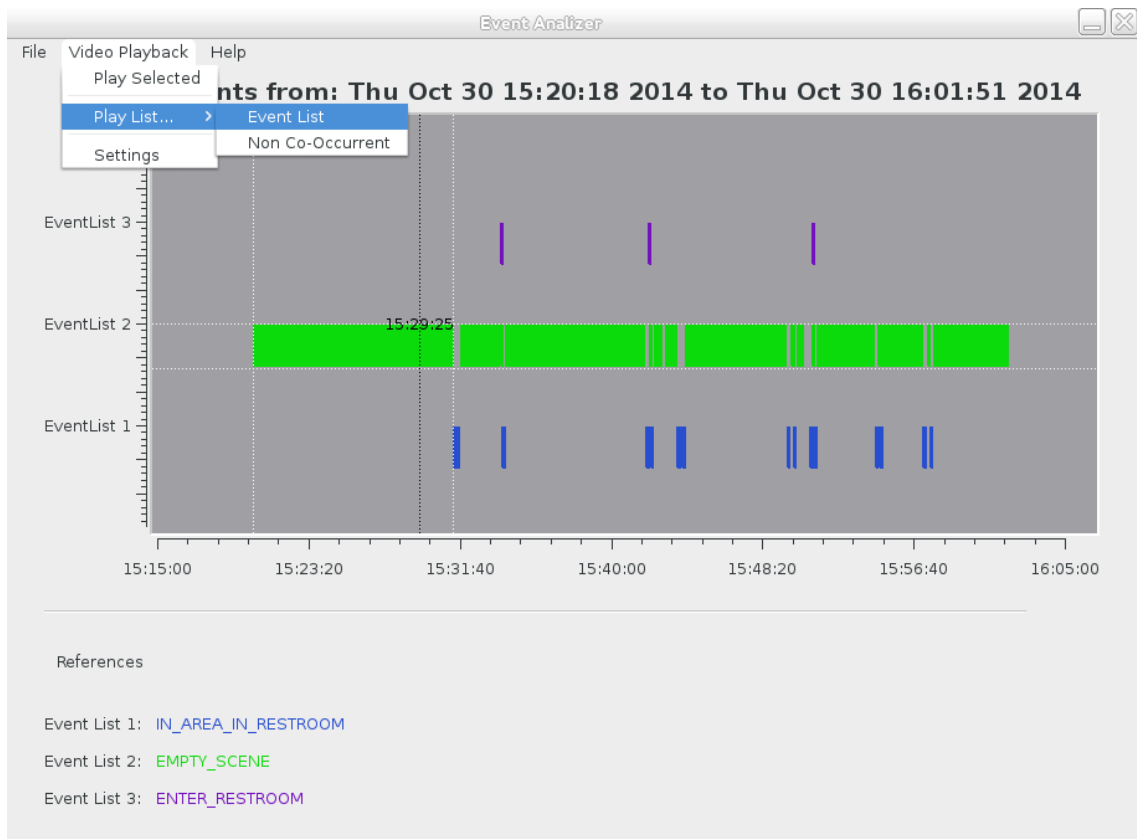 Event Analizer
File Video Playback Help
Play Selected
nts from: Thu Oct 30 15:20:18 2014 to Thu Oct 30 16:01:51 2014
Play List... > Event List
Non Co-Occurrent
Settings
EventList 3
EventList 2
15:29:25
EventList 1
15:15:00 15:23:20 15:31:40 15:40:00 15:48:20 15:56:40 16:05:00
References
Event List 1: IN_AREA_IN_RESTROOM
Event List 2: EMPTY_SCENE
Event List 3: ENTER_RESTROOM